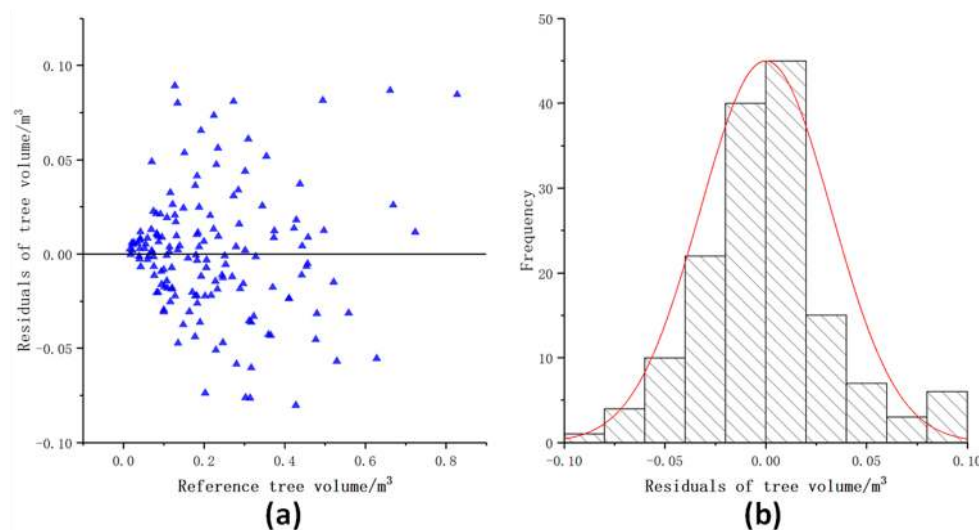 0.10
0.05
0.00
-0.05
-0.10
Residuals of tree volume/m³
0.0 0.2 0.4 0.6 0.8
Reference tree volume/m³
(a)
50
40
30
20
10
0
Frequency
-0.10 -0.05 0.00 0.05 0.10
Residuals of tree volume/m³
(b)